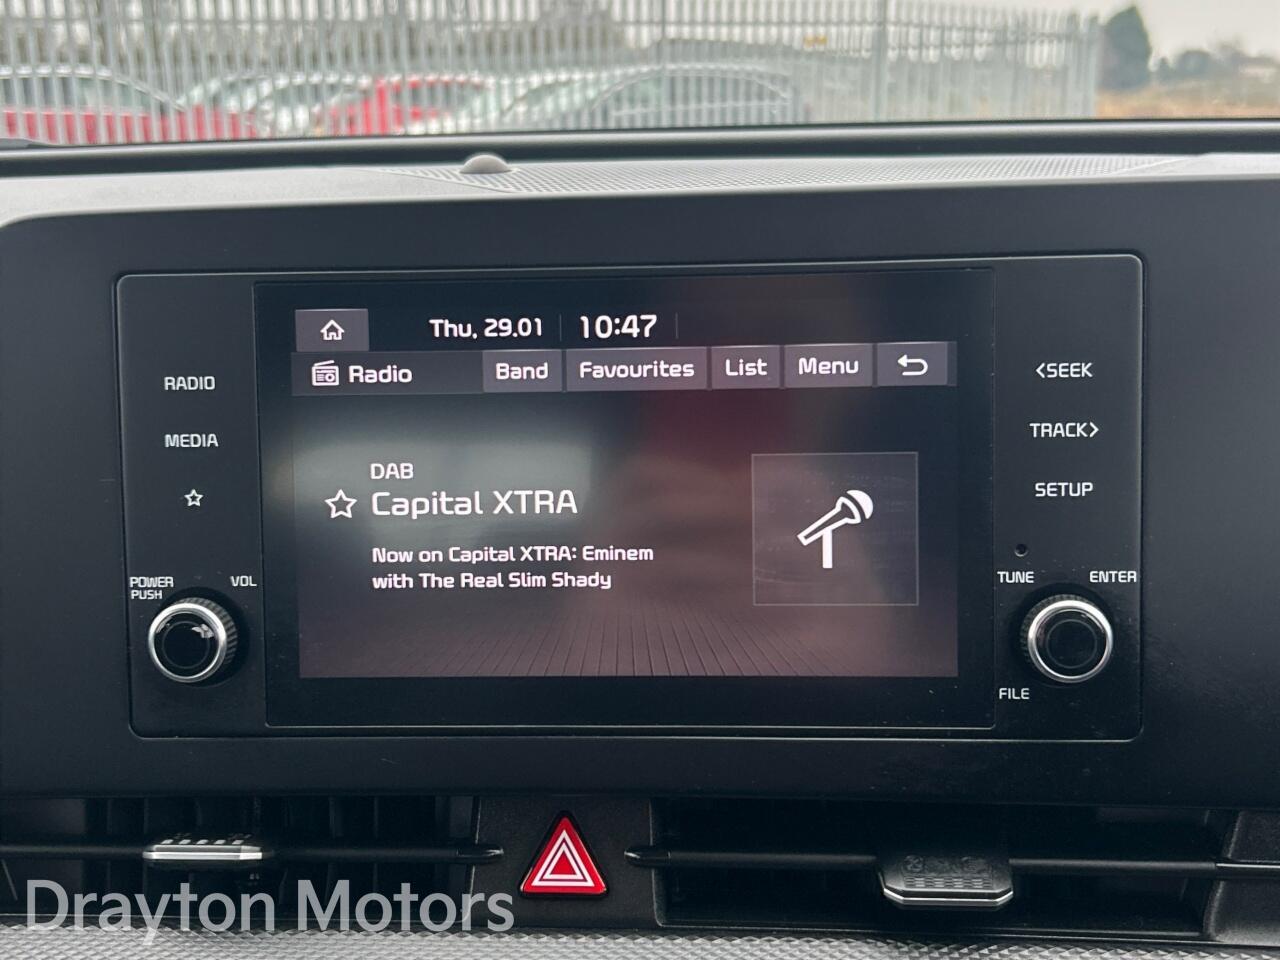 Thu, 29.01 10:47
Radio Band Favourites List Menu
RADIO
MEDIA
DAB
Capital XTRA
Now on Capital XTRA: Eminem
with The Real Slim Shady
<SEEK
TRACK>
SETUP
POWER
PUSH
VOL
TUNE
ENTER
FILE
Drayton Motors